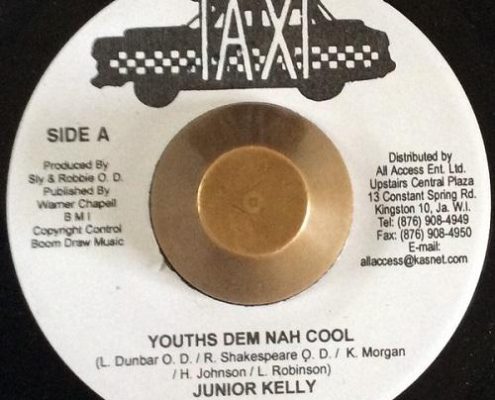 TAXI
SIDE A
Produced By
Sly & Robbie O. D.
Published By
Warner Chapell
B M I
Copyright Control
Boom Draw Music
Distributed by
All Access Ent. Ltd.
Upstairs Central Plaza
13 Constant Spring Rd.
Kingston 10, Ja. W.I.
Tel: (876) 908-4949
Fax: (876) 908-4950
E-mail:
allaccess@kasnet.com
YOUTHS DEM NAH COOL
(L. Dunbar O. D. / R. Shakespeare O. D. / K. Morgan
/ H. Johnson / L. Robinson)
JUNIOR KELLY